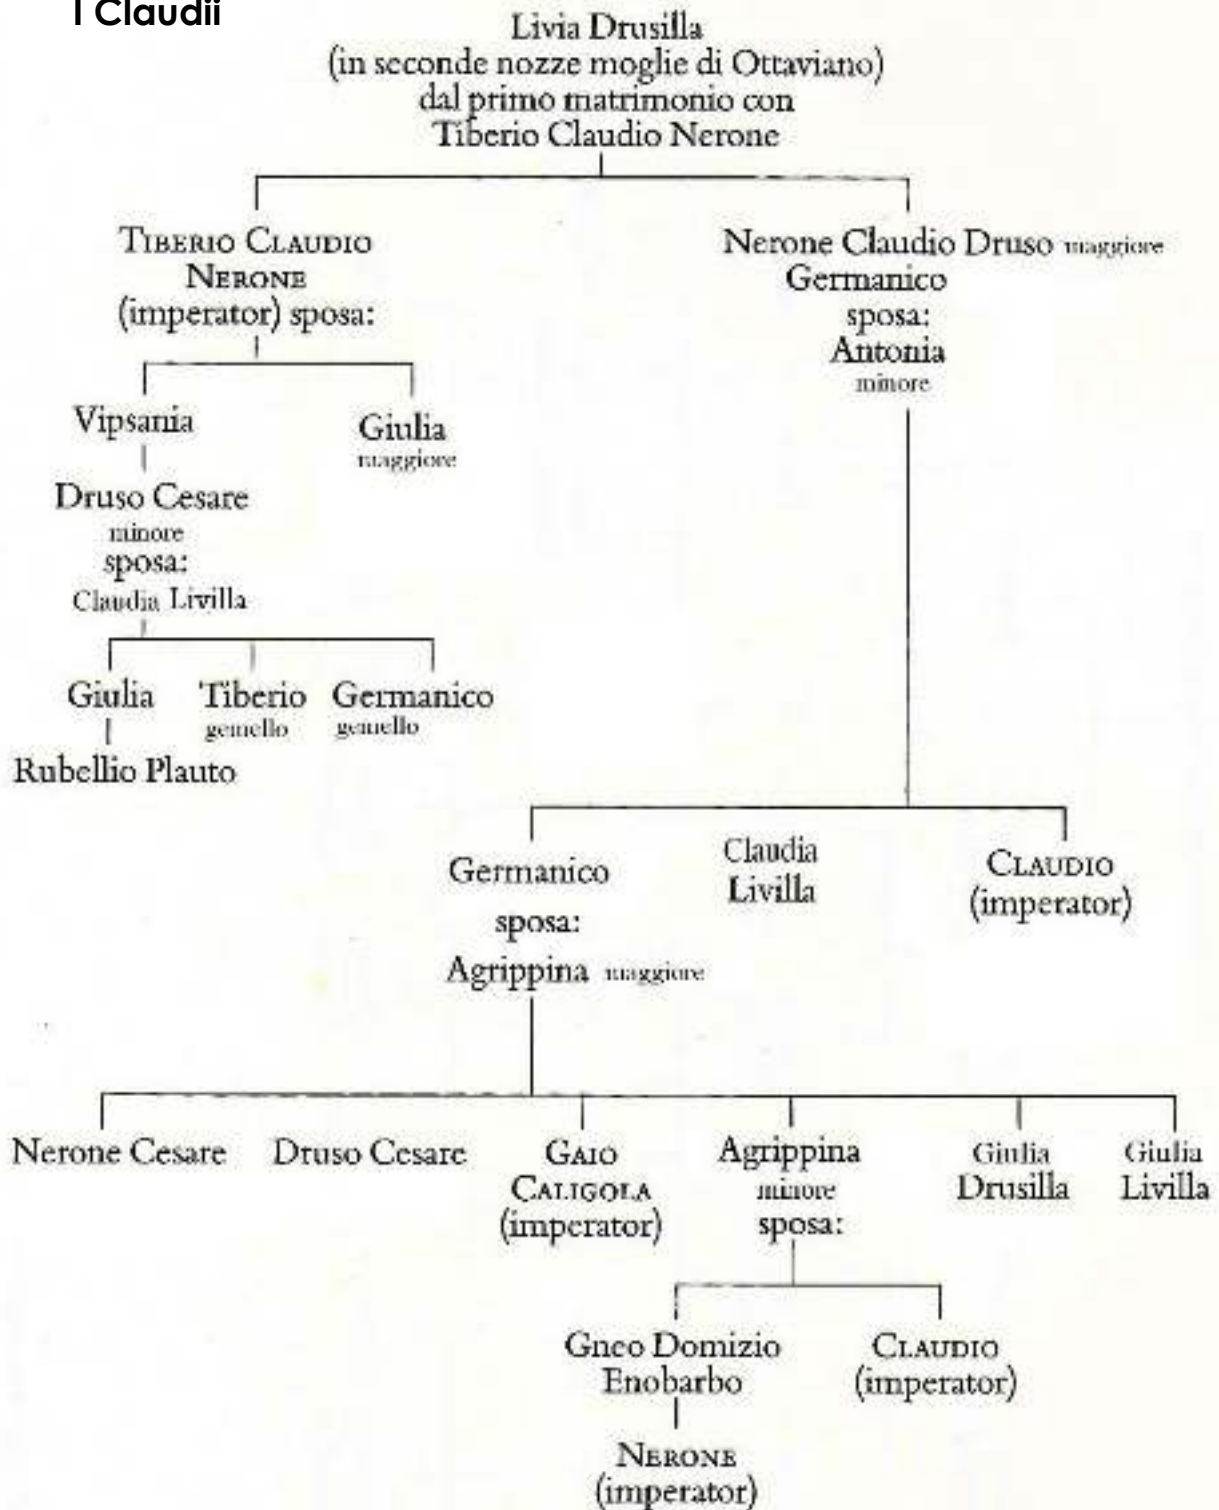 I Claudii
Livia Drusilla
(in seconde nozze moglie di Ottaviano)
dal primo matrimonio con
Tiberio Claudio Nerone
TIBERIO CLAUDIO
NERONE
(imperator) sposa:
Nerone Claudio Druso maggiore
Germanico
sposa:
Antonia
minore
Vipsania
Giulia
maggiore
Druso Cesare
minore
sposa:
Claudia Livilla
Giulia
Tiberio
gemello
Germanico
gemello
Rubellio Plauto
Germanico
sposa:
Agrippina maggiore
Claudia
Livilla
CLAUDIO
(imperator)
Nerone Cesare
Druso Cesare
GAIO
CALIGOLA
(imperator)
Agrippina
minore
sposa:
Giulia
Drusilla
Giulia
Livilla
Gneo Domizio
Enobarbo
CLAUDIO
(imperator)
NERONE
(imperator)